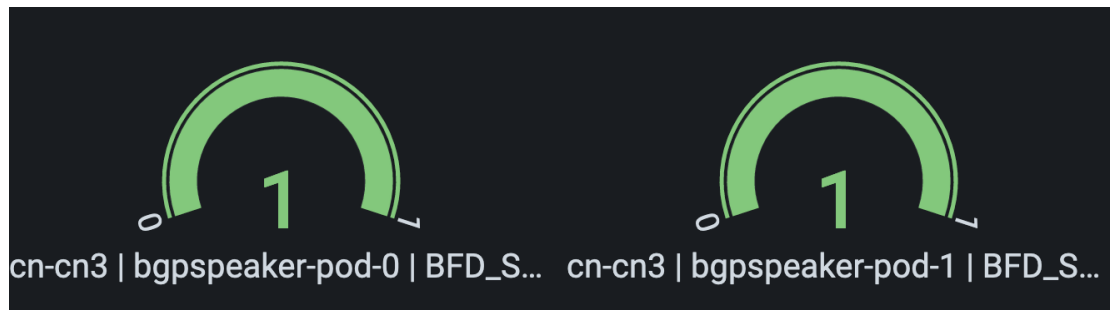 1 1
0 1 0 1
cn-cn3 | bgpspeaker-pod-0 | BFD_S... cn-cn3 | bgpspeaker-pod-1 | BFD_S...